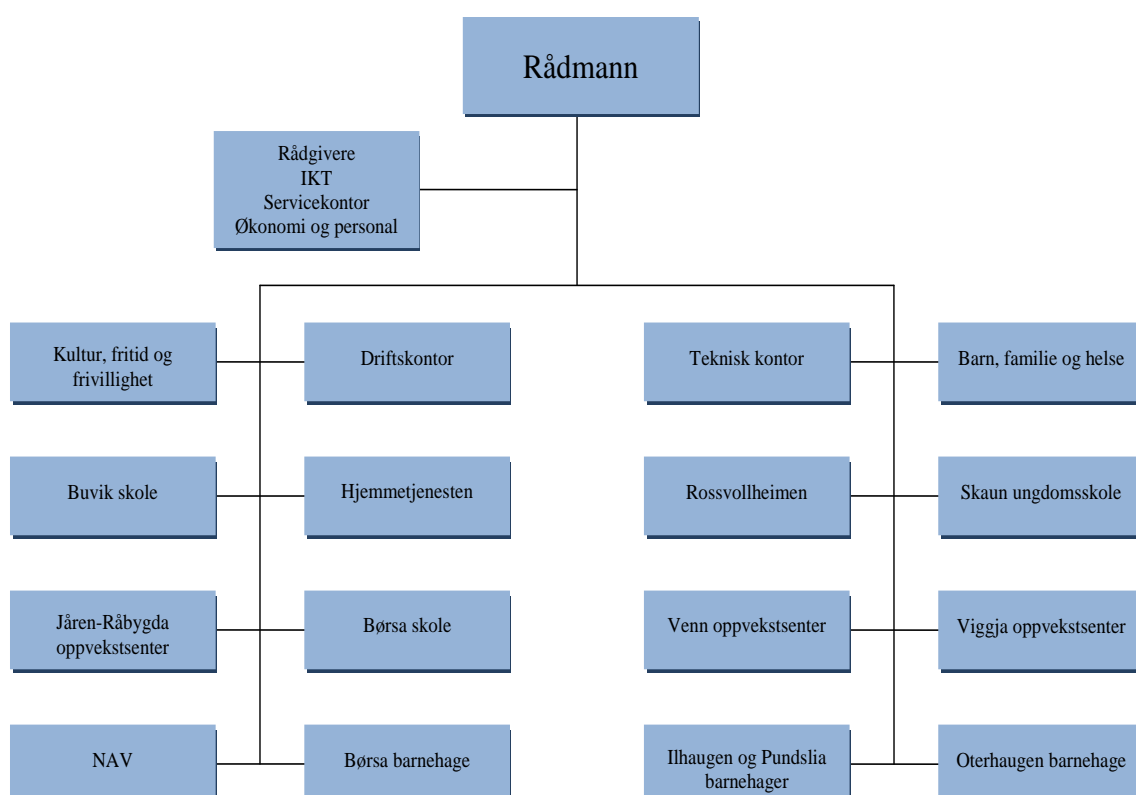 Rådmann
Rådgivere
IKT
Servicekontor
Økonomi og personal
Kultur, fritid og
frivillighet
Driftskontor
Teknisk kontor
Barn, familie og helse
Buvik skole
Hjemmetjenesten
Rossvollheimen
Skaun ungdomsskole
Jåren-Råbygda
oppvekstsenter
Børsa skole
Venn oppvekstsenter
Viggja oppvekstsenter
NAV
Børsa barnehage
Ilhaugen og Pundslia
barnehager
Oterhaugen barnehage